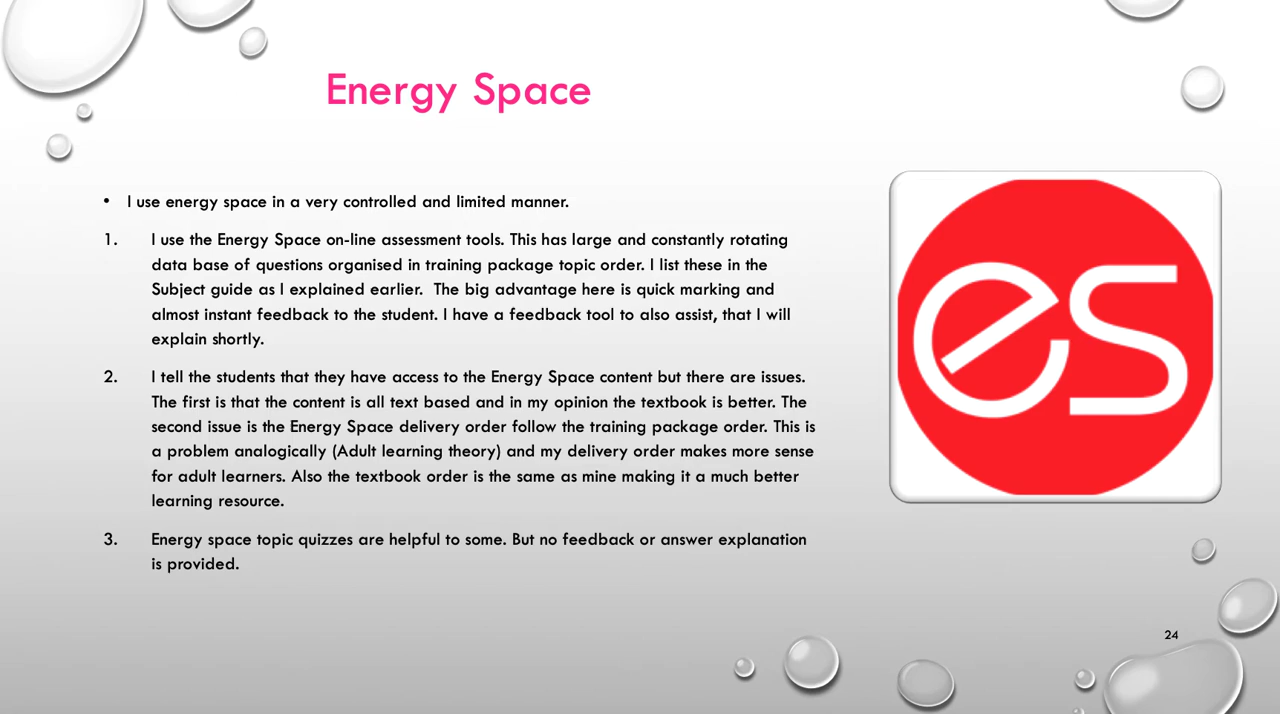 Energy Space
• I use energy space in a very controlled and limited manner.
1. I use the Energy Space on-line assessment tools. This has large and constantly rotating
data base of questions organised in training package topic order. I list these in the
Subject guide as I explained earlier.  The big advantage here is quick marking and
almost instant feedback to the student. I have a feedback tool to also assist, that I will
explain shortly.
2. I tell the students that they have access to the Energy Space content but there are issues.
The first is that the content is all text based and in my opinion the textbook is better. The
second issue is the Energy Space delivery order follow the training package order. This is
a problem analogically (Adult learning theory) and my delivery order makes more sense
for adult learners. Also the textbook order is the same as mine making it a much better
learning resource.
3. Energy space topic quizzes are helpful to some. But no feedback or answer explanation
is provided.
es
24